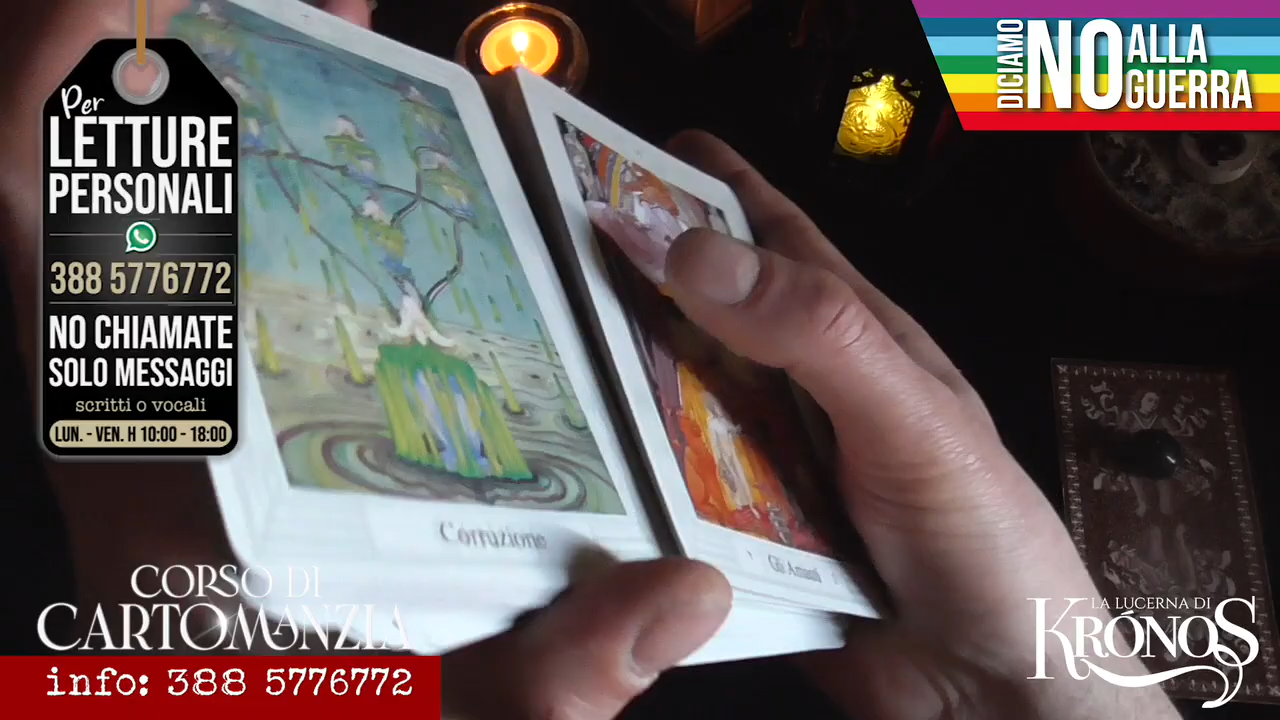 Per
LETTURE
PERSONALI
388 5776772
NO CHIAMATE
SOLO MESSAGGI
scritti o vocali
LUN. - VEN. H 10:00 - 18:00
DICIAMO
NO
ALLA
GUERRA
Corruzione
Gli Amanti
CORSO DI
CARTOMANZIA
info: 388 5776772
LA LUCERNA DI
KRÓNOS